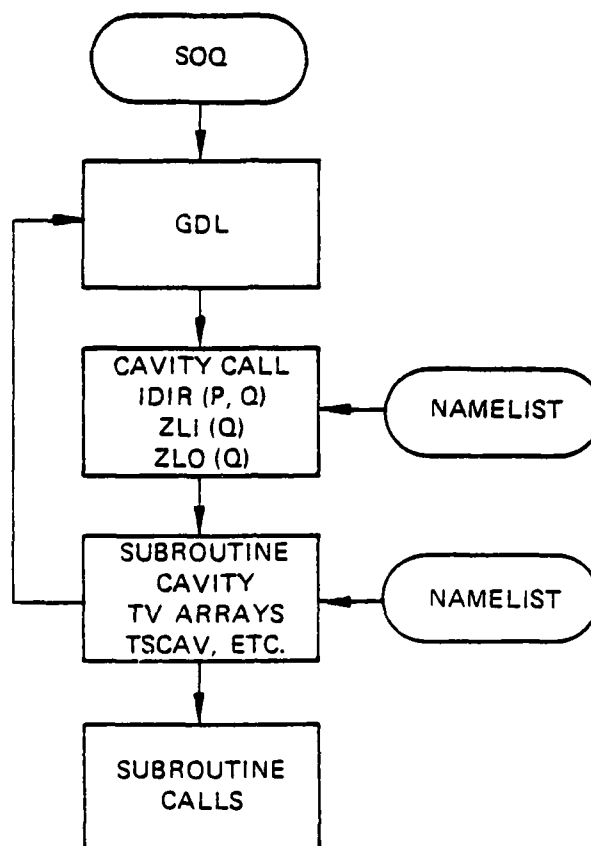 SOQ
GDL
CAVITY CALL
IDIR (P, Q)
ZLI (Q)
ZLO (Q)
NAMELIST
SUBROUTINE
CAVITY
TV ARRAYS
TSCAV, ETC.
NAMELIST
SUBROUTINE
CALLS